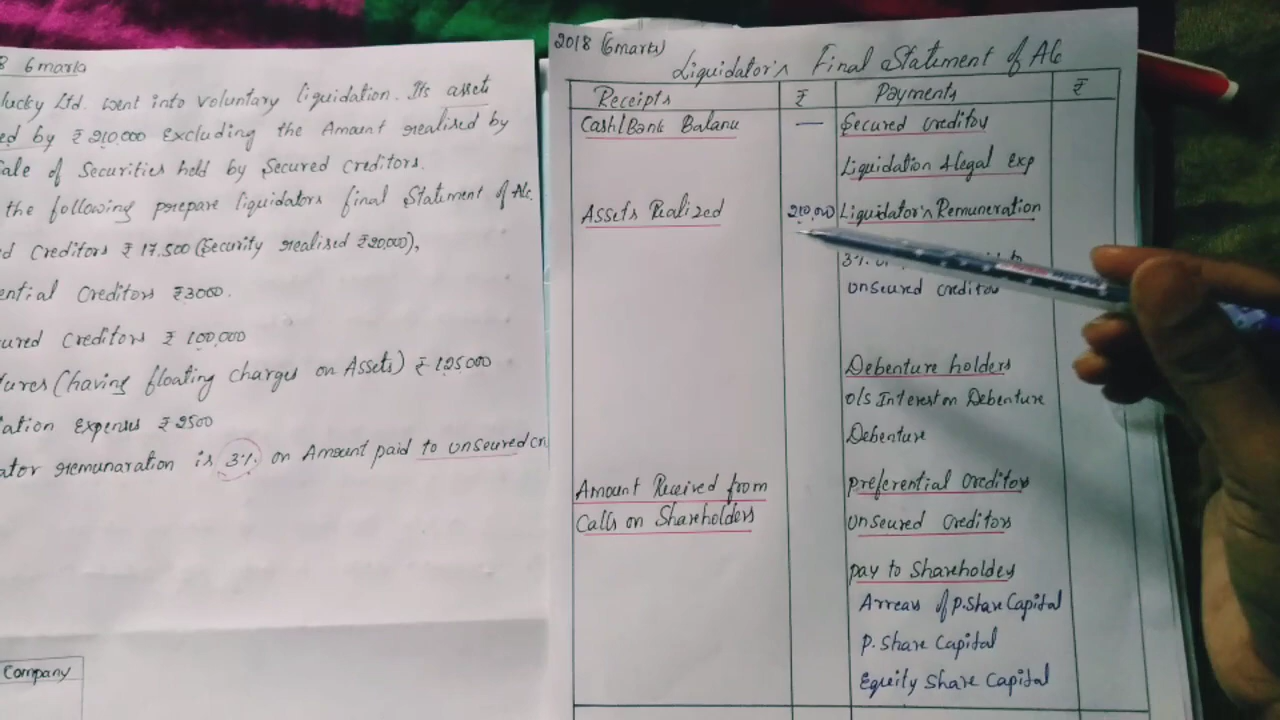 8 6 marks
lucky Ltd. went into voluntary liquidation. Its assets
ed by ₹ 210,000 Excluding the Amount realised by
ale of Securities held by Secured creditors.
the following prepare liquidators final Statement of A/c.
d Creditors ₹ 17,500 (Security realised ₹20,000),
ential Creditors ₹3000.
ured Creditors ₹ 100,000
tures (having floating charges on Assets) ₹ 125000
ation Expenses ₹ 2500
ator remunaration is 3% on Amount paid to unsecured cr
Company
2018 (6marks)
Liquidator's Final Statement of A/c
Receipts ₹ Payments ₹
Cash/Bank Balance — Secured creditors
Liquidation & legal Exp
Assets Realized 210,000 Liquidator's Remuneration
3%
unsecured creditors
Debenture holders
o/s Interest on Debenture
Debenture
Amount Received from preferential creditors
Calls on Shareholders unsecured Creditors
pay to Shareholders
Arrears of P. Share Capital
P. Share Capital
Equity Share Capital